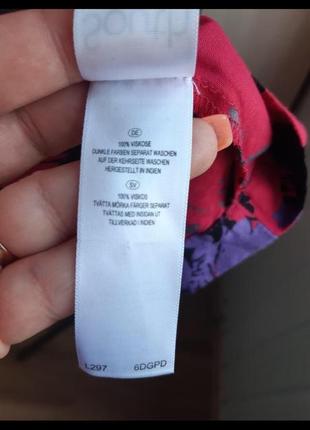 DE
100% VISKOSE
DUNKLE FARBEN SEPARAT WASCHEN
AUF DER KEHRSEITE WASCHEN
HERGESTELLT IN INDIEN
SV
100% VISKOS
TVÄTTA MÖRKA FÄRGER SEPARAT
TVÄTTAS MED INSIDAN UT
TILLVERKAD I INDIEN
L297 6DGPD